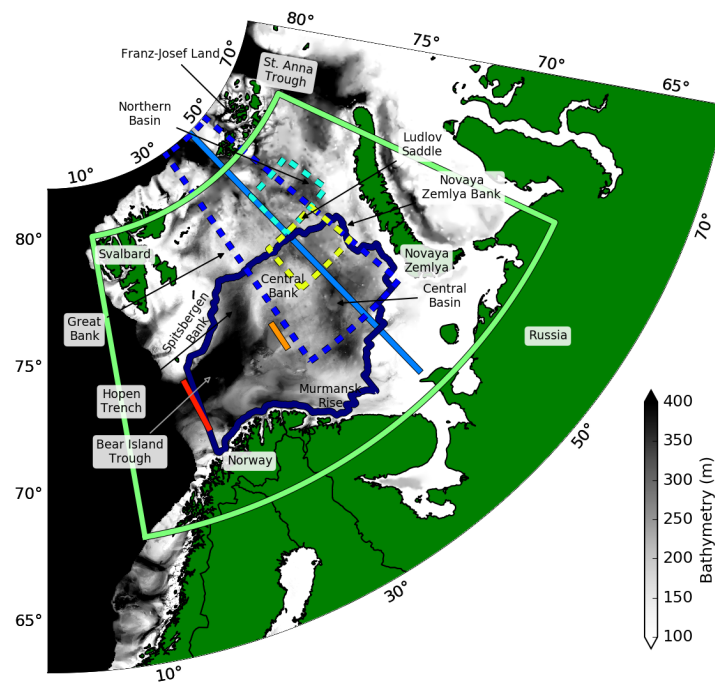 80°
75°
70°
65°
Franz-Josef Land
70°
St. Anna
Trough
50°
Northern
Basin
30°
10°
Ludlov
Saddle
Novaya
Zemlya Bank
70°
80°
Svalbard
Novaya
Zemlya
Central
Bank
Central
Basin
Spitsbergen
Bank
Great
Bank
Russia
75°
Hopen
Trench
Murmansk
Rise
Bear Island
Trough
Norway
50°
70°
30°
65°
10°
400
350
300
250
200
150
100
Bathymetry (m)